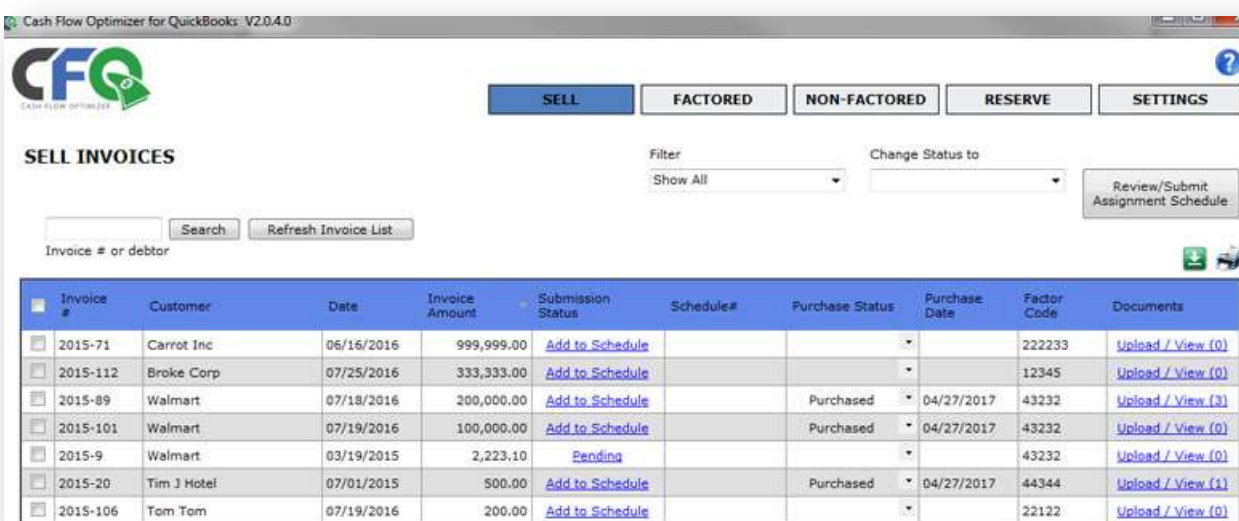 Cash Flow Optimizer for QuickBooks V2.0.4.0
CFO
CASH FLOW OPTIMIZER
?
SELL FACTORED NON-FACTORED RESERVE SETTINGS
SELL INVOICES
Filter Change Status to
Show All
Review/Submit
Assignment Schedule
Search Refresh Invoice List
Invoice # or debtor
Invoice # Customer Date Invoice Amount Submission Status Schedule# Purchase Status Purchase Date Factor Code Documents
2015-71 Carrot Inc 06/16/2016 999,999.00 Add to Schedule 222233 Upload / View (0)
2015-112 Broke Corp 07/25/2016 333,333.00 Add to Schedule 12345 Upload / View (0)
2015-89 Walmart 07/18/2016 200,000.00 Add to Schedule Purchased 04/27/2017 43232 Upload / View (3)
2015-101 Walmart 07/19/2016 100,000.00 Add to Schedule Purchased 04/27/2017 43232 Upload / View (0)
2015-9 Walmart 03/19/2015 2,223.10 Pending 43232 Upload / View (0)
2015-20 Tim J Hotel 07/01/2015 500.00 Add to Schedule Purchased 04/27/2017 44344 Upload / View (1)
2015-106 Tom Tom 07/19/2016 200.00 Add to Schedule 22122 Upload / View (0)